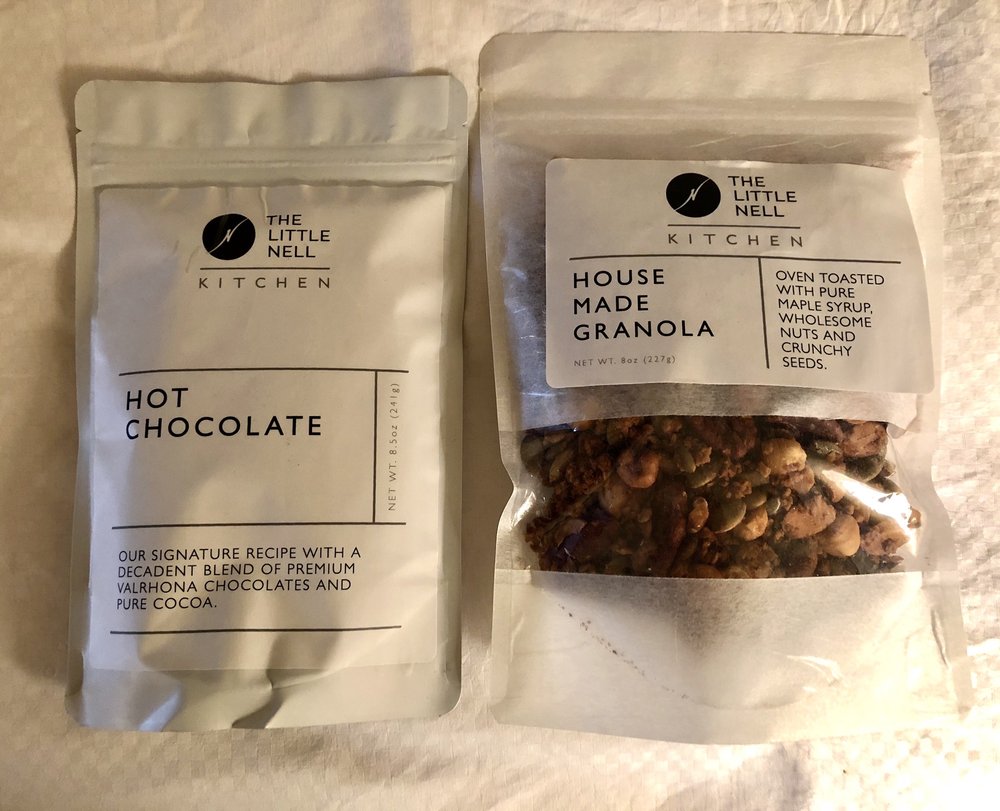 THE
LITTLE
NELL
KITCHEN
HOT
CHOCOLATE
NET WT. 8.5oz (241g)
OUR SIGNATURE RECIPE WITH A
DECADENT BLEND OF PREMIUM
VALRHONA CHOCOLATES AND
PURE COCOA.
THE
LITTLE
NELL
KITCHEN
HOUSE
MADE
GRANOLA
NET WT. 8oz (227g)
OVEN TOASTED
WITH PURE
MAPLE SYRUP,
WHOLESOME
NUTS AND
CRUNCHY
SEEDS.